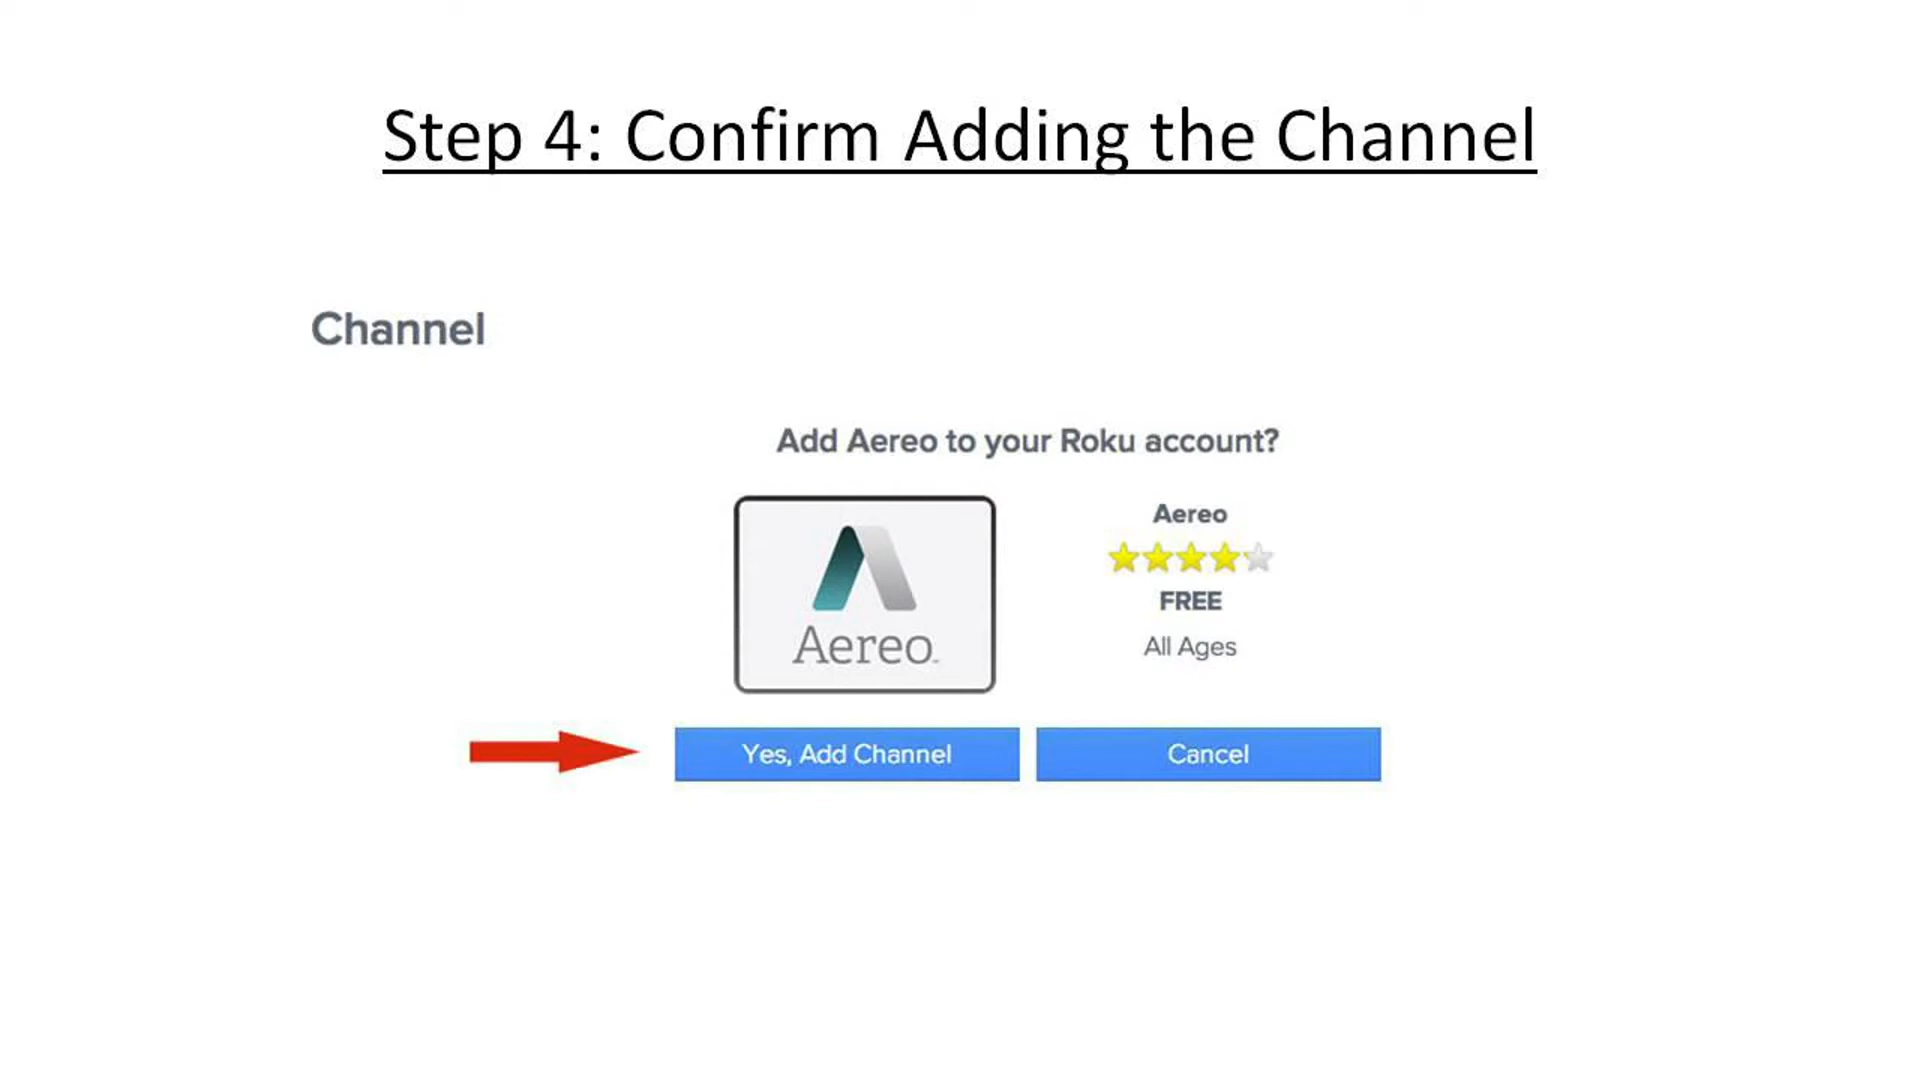 Step 4: Confirm Adding the Channel
Channel
Add Aereo to your Roku account?
Aereo
Aereo
FREE
All Ages
Yes, Add Channel
Cancel